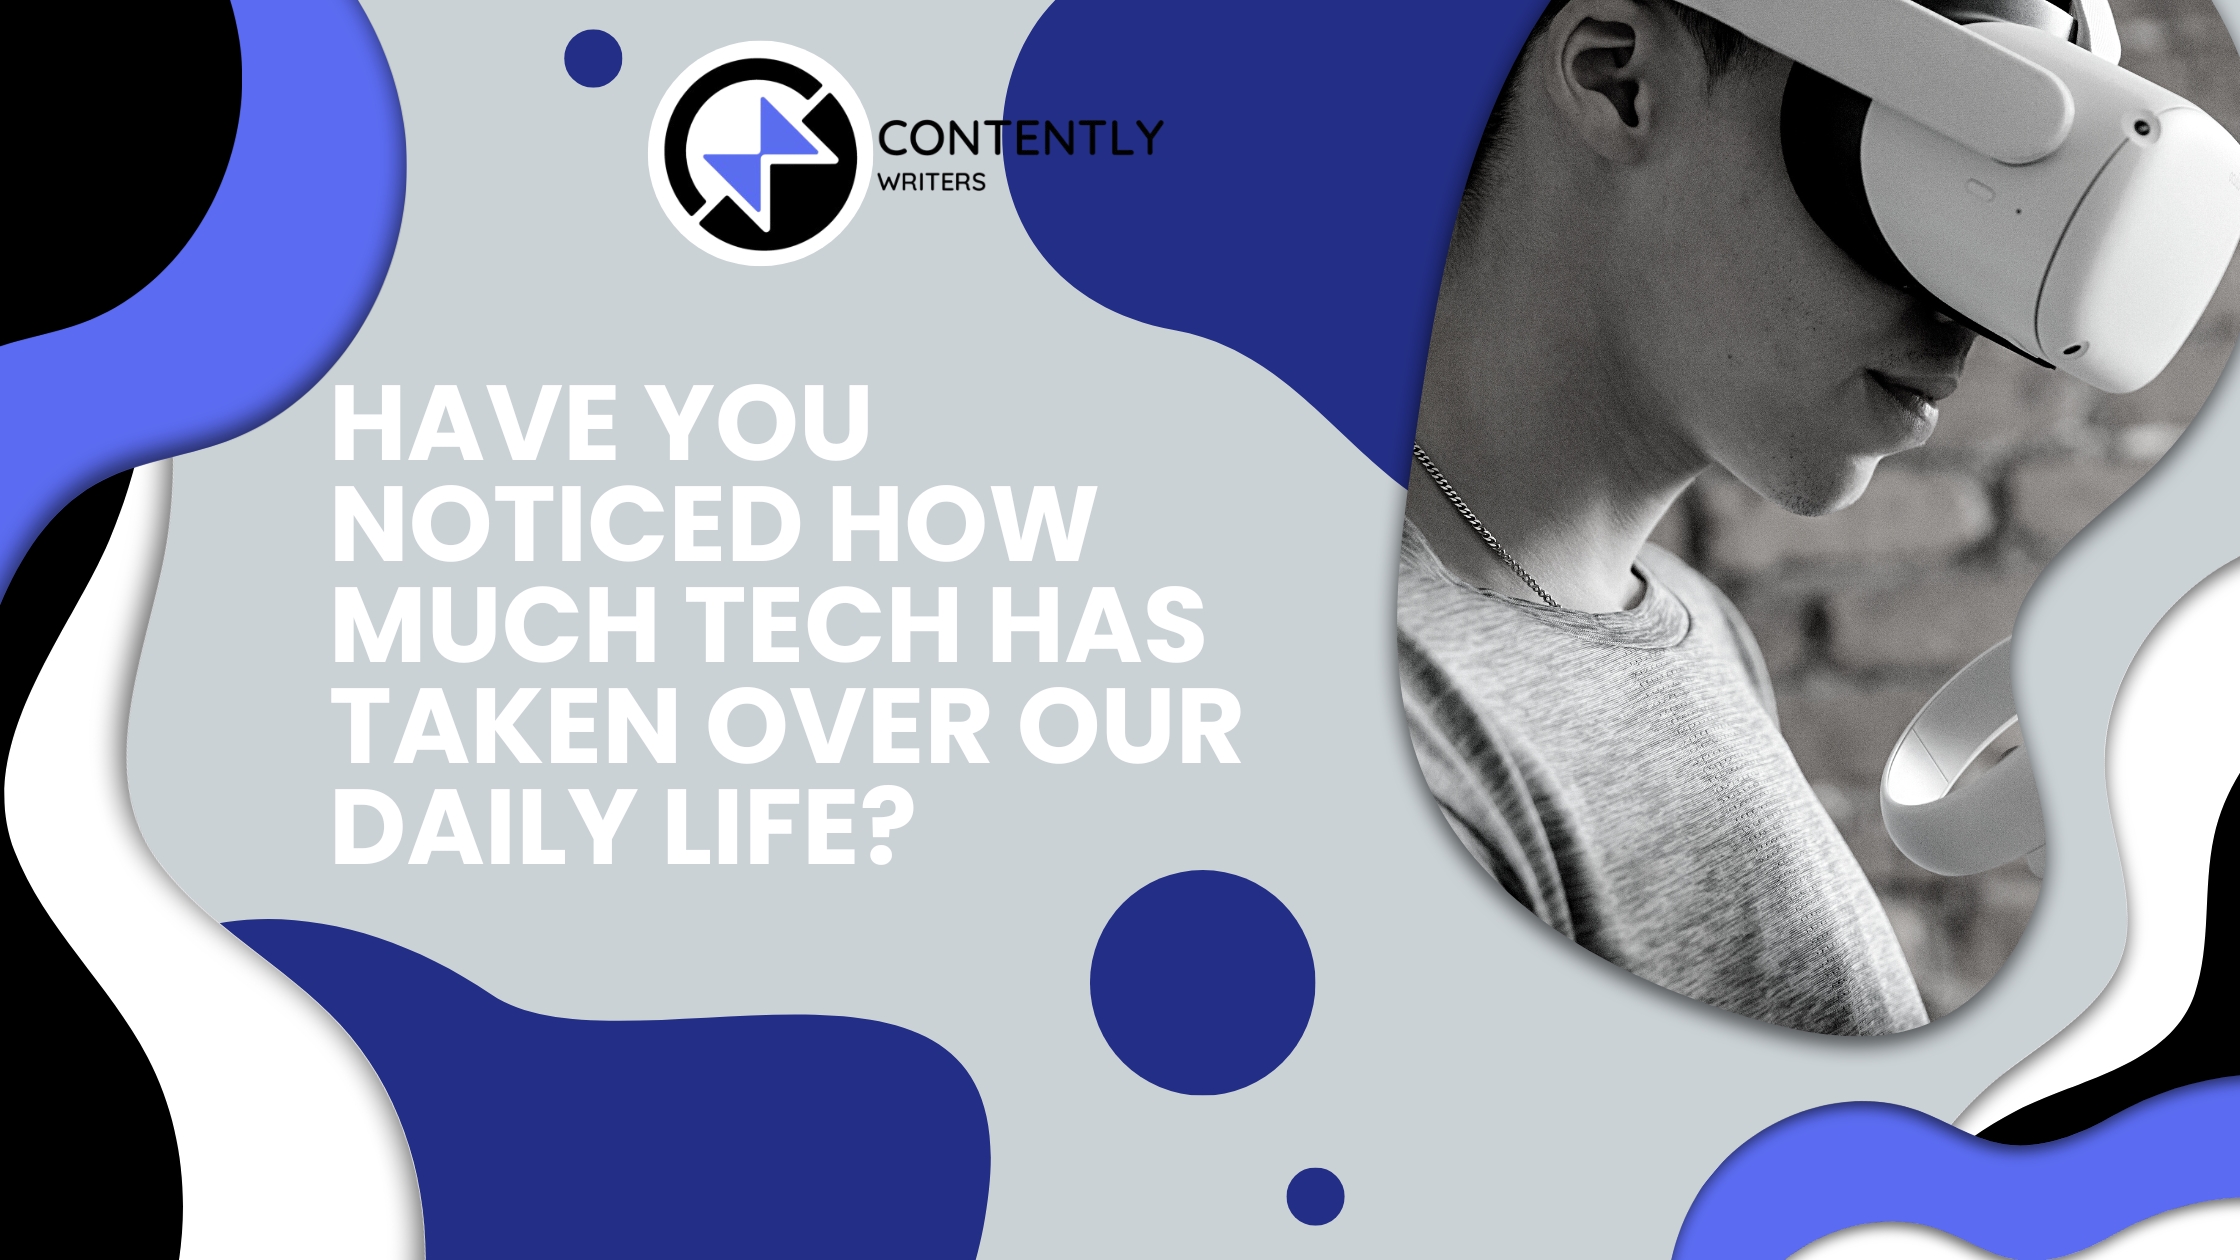 CONTENTLY
WRITERS
HAVE YOU
NOTICED HOW
MUCH TECH HAS
TAKEN OVER OUR
DAILY LIFE?